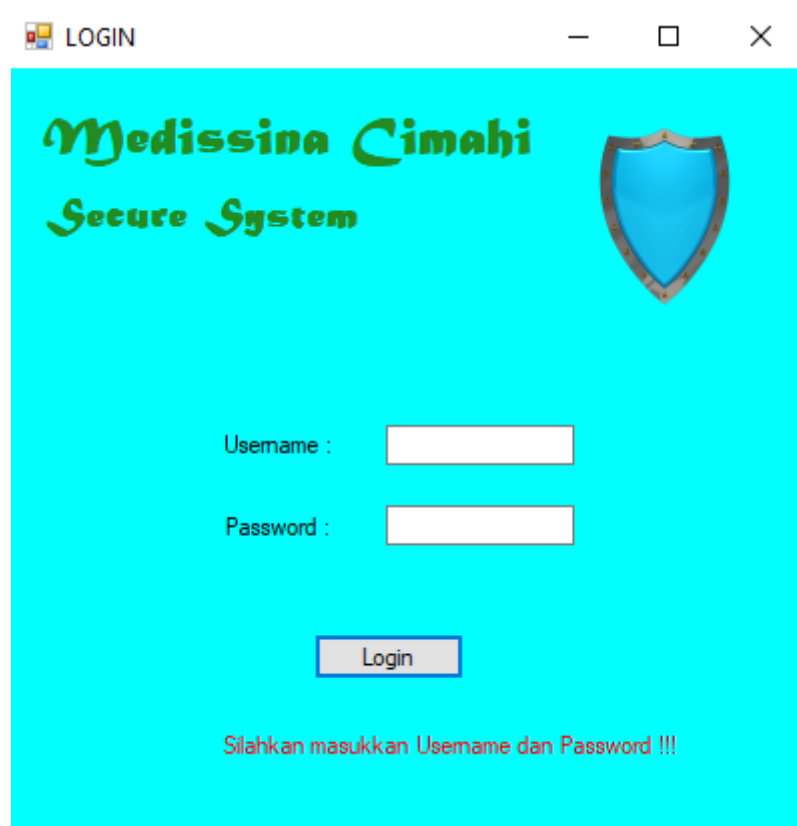 LOGIN
Medissina Cimahi
Secure System
Username :
Password :
Login
Silahkan masukkan Username dan Password !!!